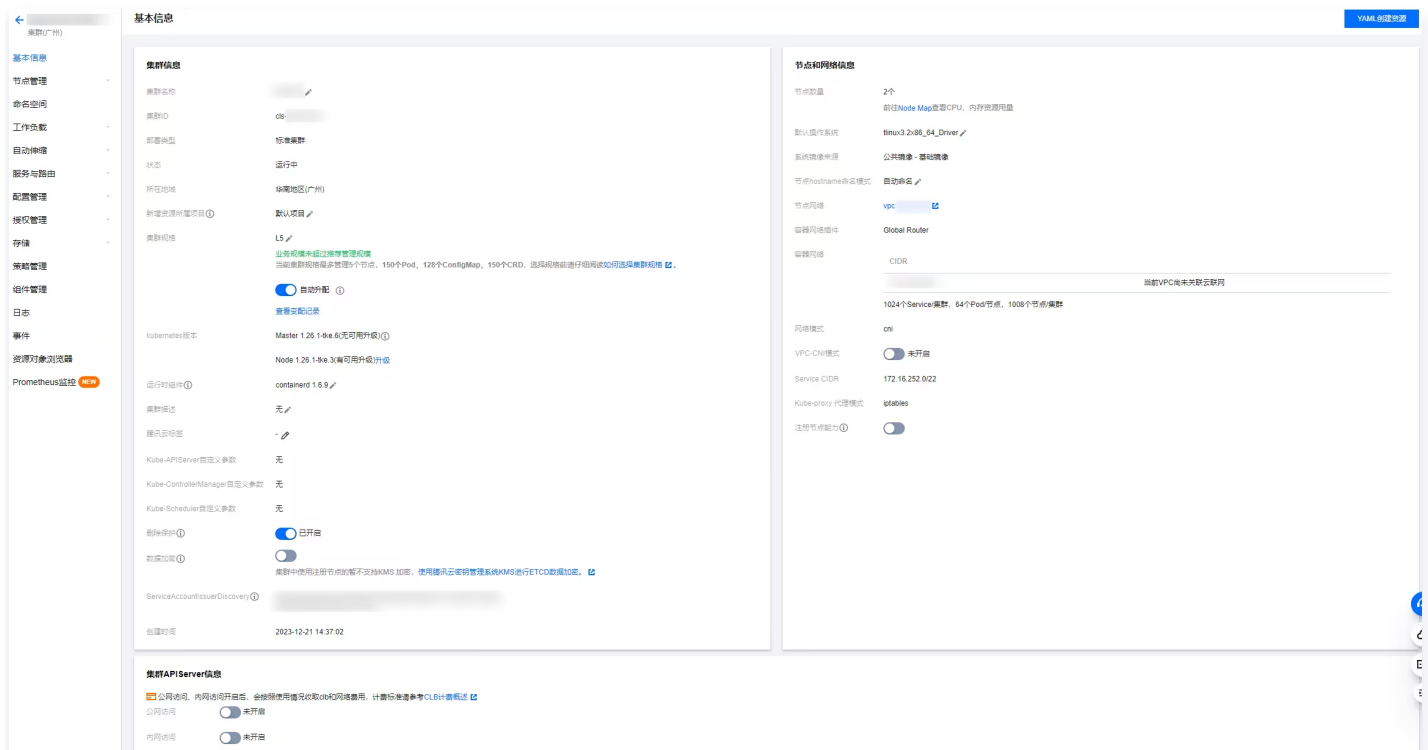 集群(广州)
基本信息
节点管理
命名空间
工作负载
自动伸缩
服务与路由
配置管理
授权管理
存储
策略管理
组件管理
日志
事件
资源对象浏览器
Prometheus监控 NEW
基本信息
YAML创建资源
集群信息
集群名称
集群ID cls-
部署类型 标准集群
状态 运行中
所在地域 华南地区(广州)
新增资源所属项目 默认项目
集群规格 L5
业务规模未超过推荐管理规模
当前集群规格最多管理5个节点，150个Pod，128个ConfigMap，150个CRD，选择规格前请仔细阅读如何选择集群规格 。
自动升配
查看变配记录
kubernetes版本 Master 1.26.1-tke.6(无可用升级)
Node 1.26.1-tke.3(有可用升级)升级
运行时组件 containerd 1.6.9
集群描述 无
腾讯云标签 -
Kube-APIServer自定义参数 无
Kube-ControllerManager自定义参数 无
Kube-Scheduler自定义参数 无
删除保护 已开启
数据加密
集群中使用注册节点的暂不支持KMS 加密，使用腾讯云密钥管理系统KMS进行ETCD数据加密。
ServiceAccountIssuerDiscovery
创建时间 2023-12-21 14:37:02
节点和网络信息
节点数量 2个
前往Node Map查看CPU、内存资源用量
默认操作系统 tlinux3.2x86_64_Driver
系统镜像来源 公共镜像 - 基础镜像
节点hostname命名模式 自动命名
节点网络 vpc
容器网络插件 Global Router
容器网络 CIDR
当前VPC尚未关联云联网
1024个Service/集群，64个Pod/节点，1008个节点/集群
网络模式 cni
VPC-CNI模式 未开启
Service CIDR 172.16.252.0/22
Kube-proxy 代理模式 iptables
注册节点能力
集群APIServer信息
公网访问、内网访问开启后，会按照使用情况收取clb和网络费用，计费标准请参考CLB计费概述
公网访问 未开启
内网访问 未开启